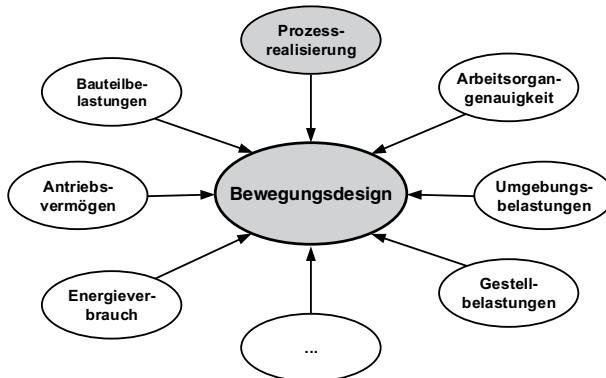 Prozess-
realisierung
Bauteilbe-
lastungen
Arbeitsorgan-
genauigkeit
Antriebs-
vermögen
Bewegungsdesign
Umgebungs-
belastungen
Energiever-
brauch
Gestell-
belastungen
...